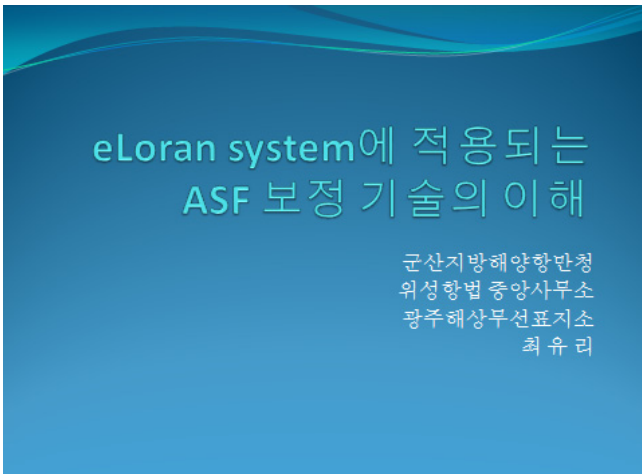 eLoran system에 적용되는
ASF 보정 기술의 이해
군산지방해양항만청
위성항법 중앙사무소
광주해상무선표지소
최 유 리